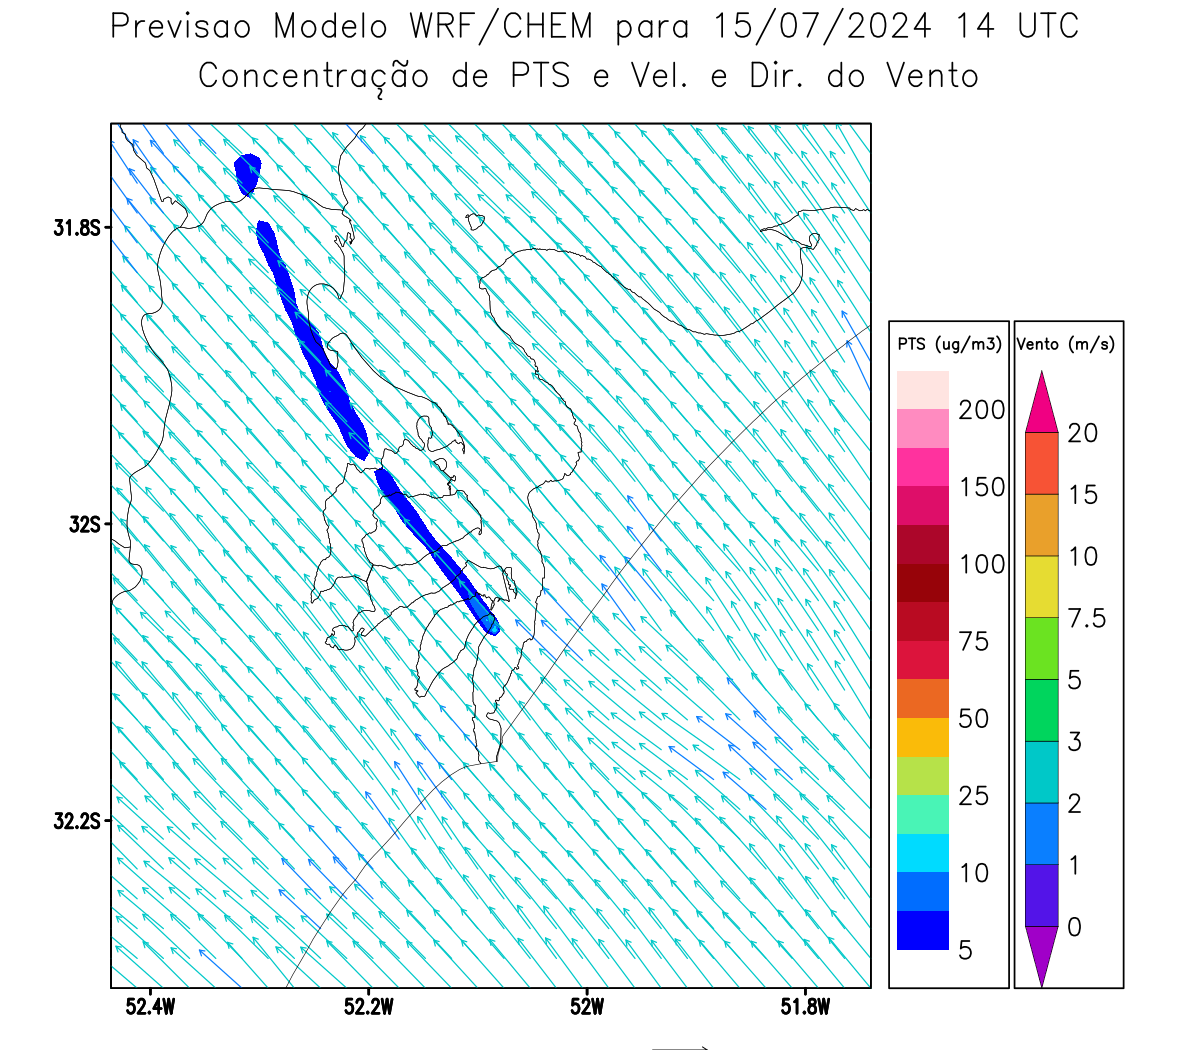 Previsao Modelo WRF/CHEM para 15/07/2024 14 UTC
Concentração de PTS e Vel. e Dir. do Vento
31.8S
32S
32.2S
52.4W
52.2W
52W
51.8W
PTS (ug/m3)
200
150
100
75
50
25
10
5
Vento (m/s)
20
15
10
7.5
5
3
2
1
0